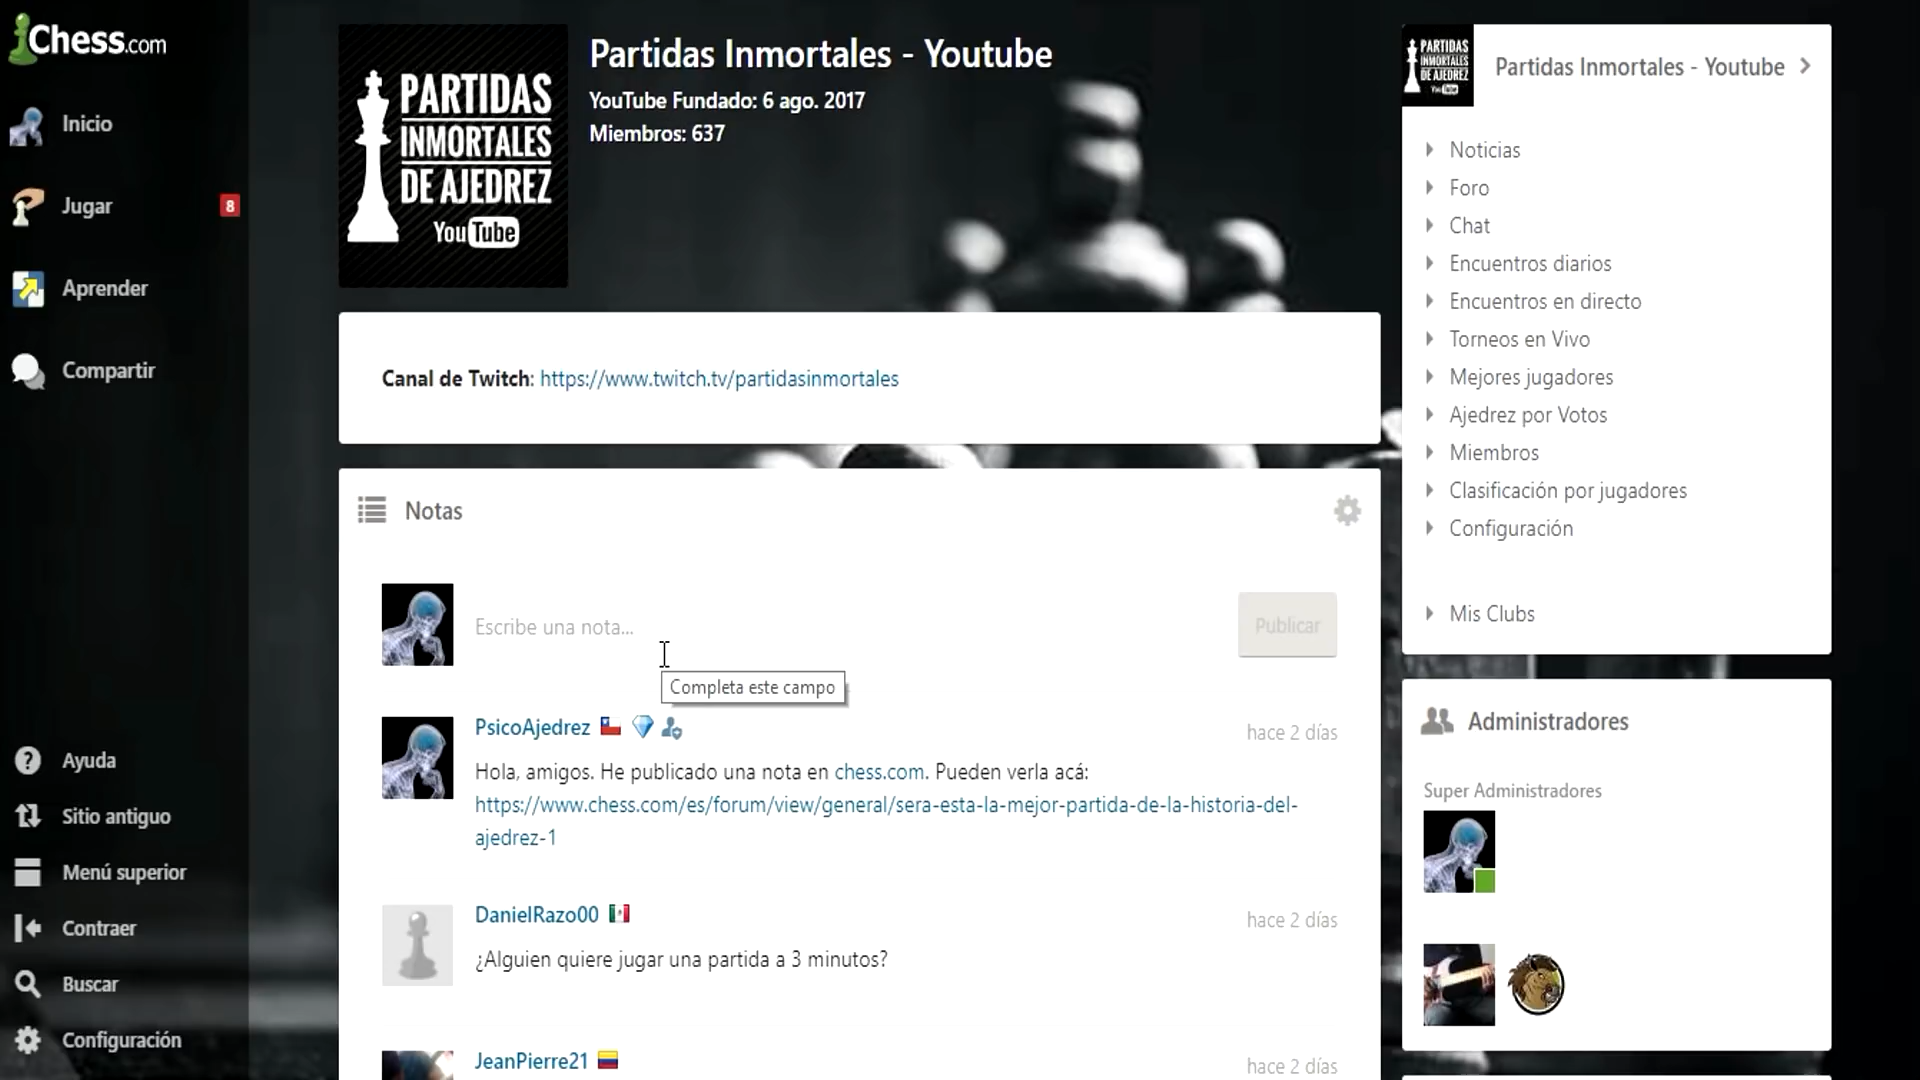 Chess.com
Inicio
Jugar
8
Aprender
Compartir
Ayuda
Sitio antiguo
Menú superior
Contraer
Buscar
Configuración
PARTIDAS
INMORTALES
DE AJEDREZ
YouTube
Partidas Inmortales - Youtube
YouTube Fundado: 6 ago. 2017
Miembros: 637
Canal de Twitch: https://www.twitch.tv/partidasinmortales
Notas
Escribe una nota...
Publicar
Completa este campo
PsicoAjedrez
hace 2 días
Hola, amigos. He publicado una nota en chess.com. Pueden verla acá:
https://www.chess.com/es/forum/view/general/sera-esta-la-mejor-partida-de-la-historia-del-
ajedrez-1
DanielRazo00
hace 2 días
¿Alguien quiere jugar una partida a 3 minutos?
JeanPierre21
hace 2 días
PARTIDAS
INMORTALES
DE AJEDREZ
YouTube
Partidas Inmortales - Youtube
Noticias
Foro
Chat
Encuentros diarios
Encuentros en directo
Torneos en Vivo
Mejores jugadores
Ajedrez por Votos
Miembros
Clasificación por jugadores
Configuración
Mis Clubs
Administradores
Super Administradores